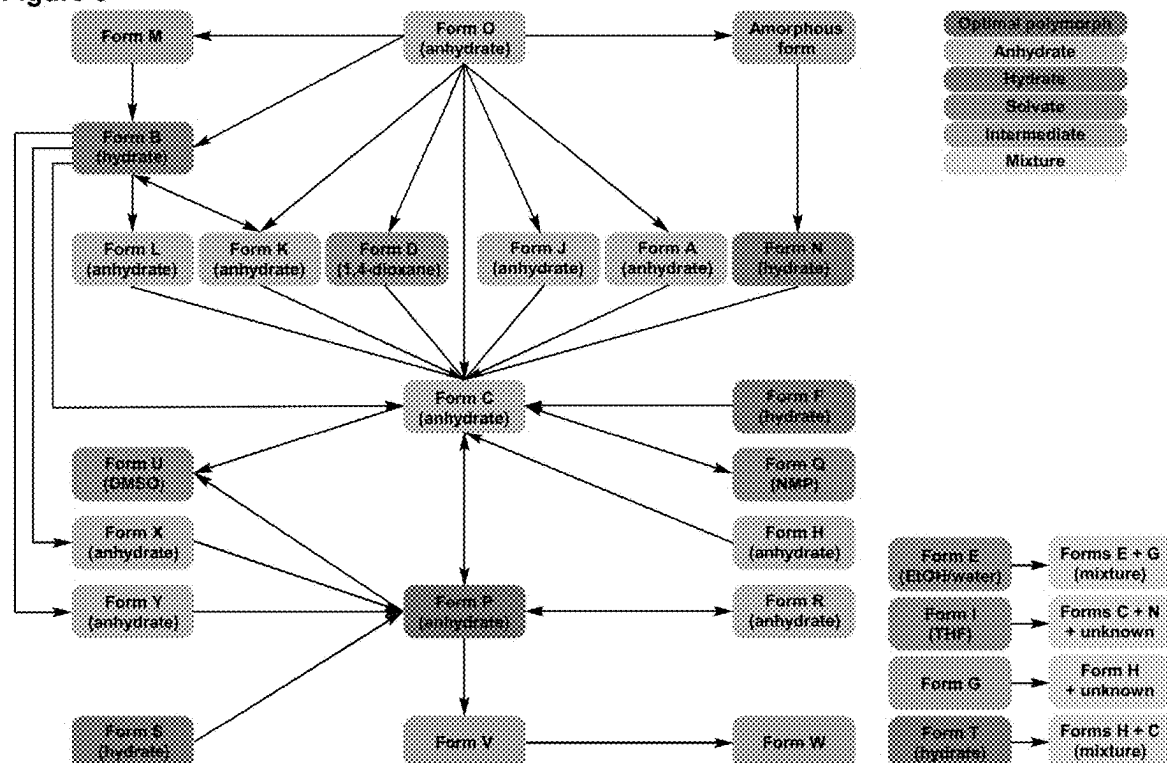 Form M
Form O
(anhydrate)
Amorphous
form
Optimal polymorph
Anhydrate
Hydrate
Solvate
Intermediate
Mixture
Form B
(hydrate)
Form L
(anhydrate)
Form K
(anhydrate)
Form D
(1,4-dioxane)
Form J
(anhydrate)
Form A
(anhydrate)
Form N
(hydrate)
Form C
(anhydrate)
Form F
(hydrate)
Form U
(DMSO)
Form Q
(NMP)
Form X
(anhydrate)
Form H
(anhydrate)
Form E
(EtOH/water)
Forms E + G
(mixture)
Form Y
(anhydrate)
Form P
(anhydrate)
Form R
(anhydrate)
Form I
(THF)
Forms C + N
+ unknown
Form G
Form H
+ unknown
Form S
(hydrate)
Form V
Form W
Form T
(hydrate)
Forms H + C
(mixture)